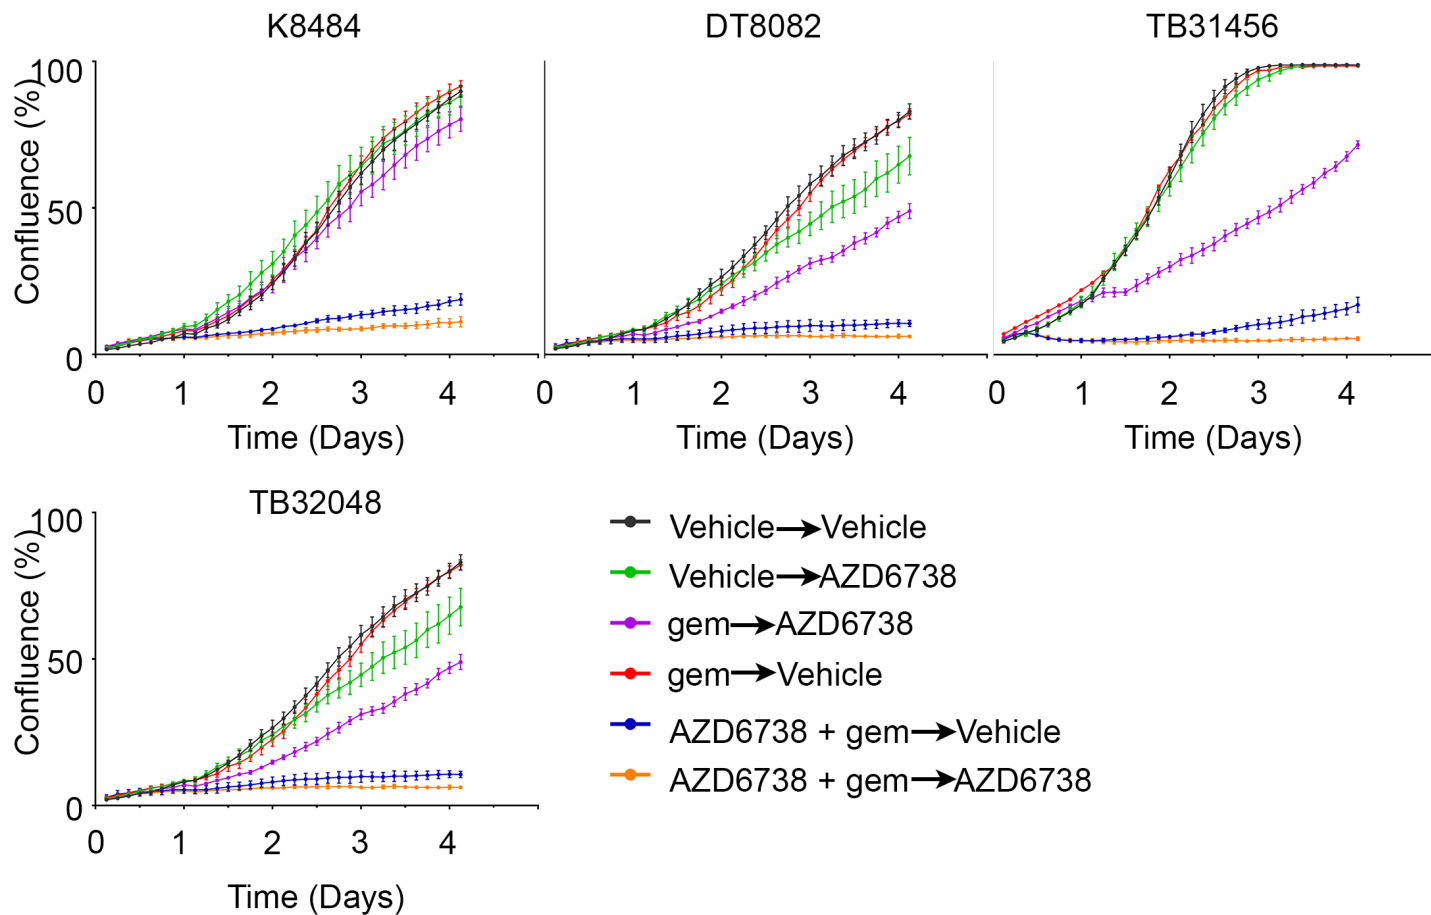 K8484
DT8082
TB31456
Confluence (%)
100
50
0
0 1 2 3 4
0 1 2 3 4
0 1 2 3 4
Time (Days)
Time (Days)
Time (Days)
TB32048
Confluence (%)
100
50
0
0 1 2 3 4
Time (Days)
Vehicle→Vehicle
Vehicle→AZD6738
gem→AZD6738
gem→Vehicle
AZD6738 + gem→Vehicle
AZD6738 + gem→AZD6738